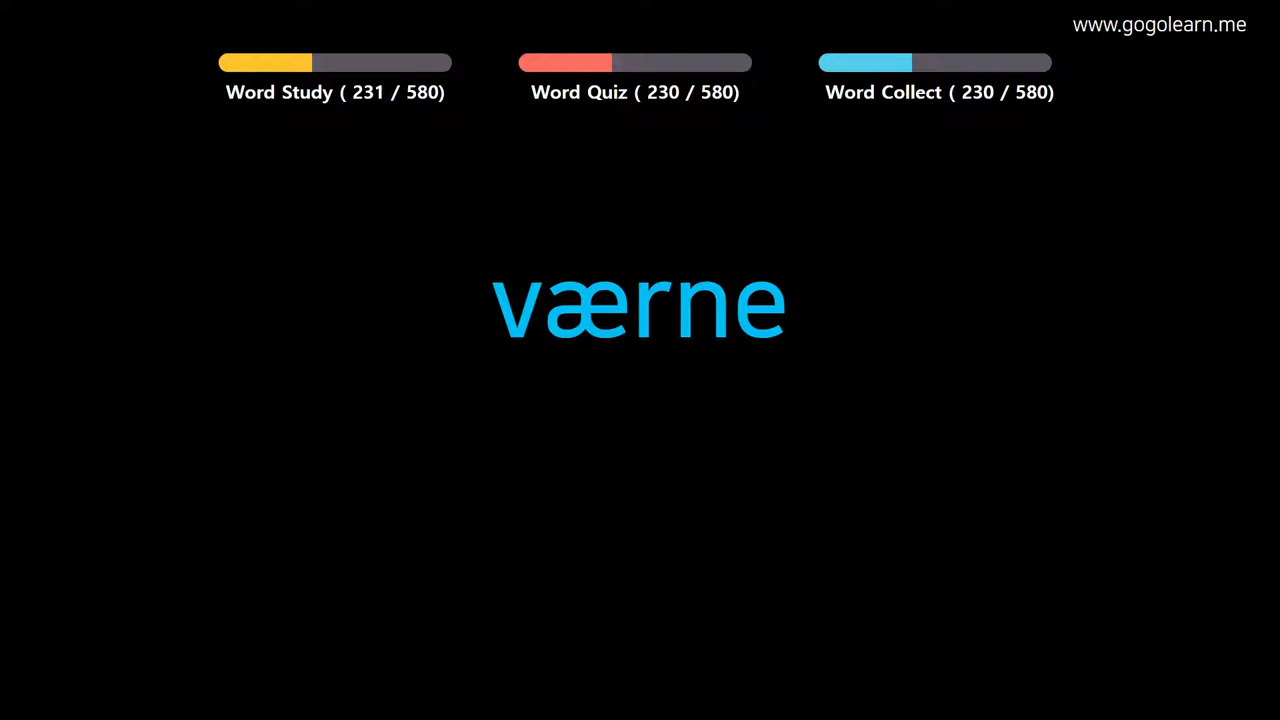 www.gogolearn.me
Word Study ( 231 / 580)
Word Quiz ( 230 / 580)
Word Collect ( 230 / 580)
værne